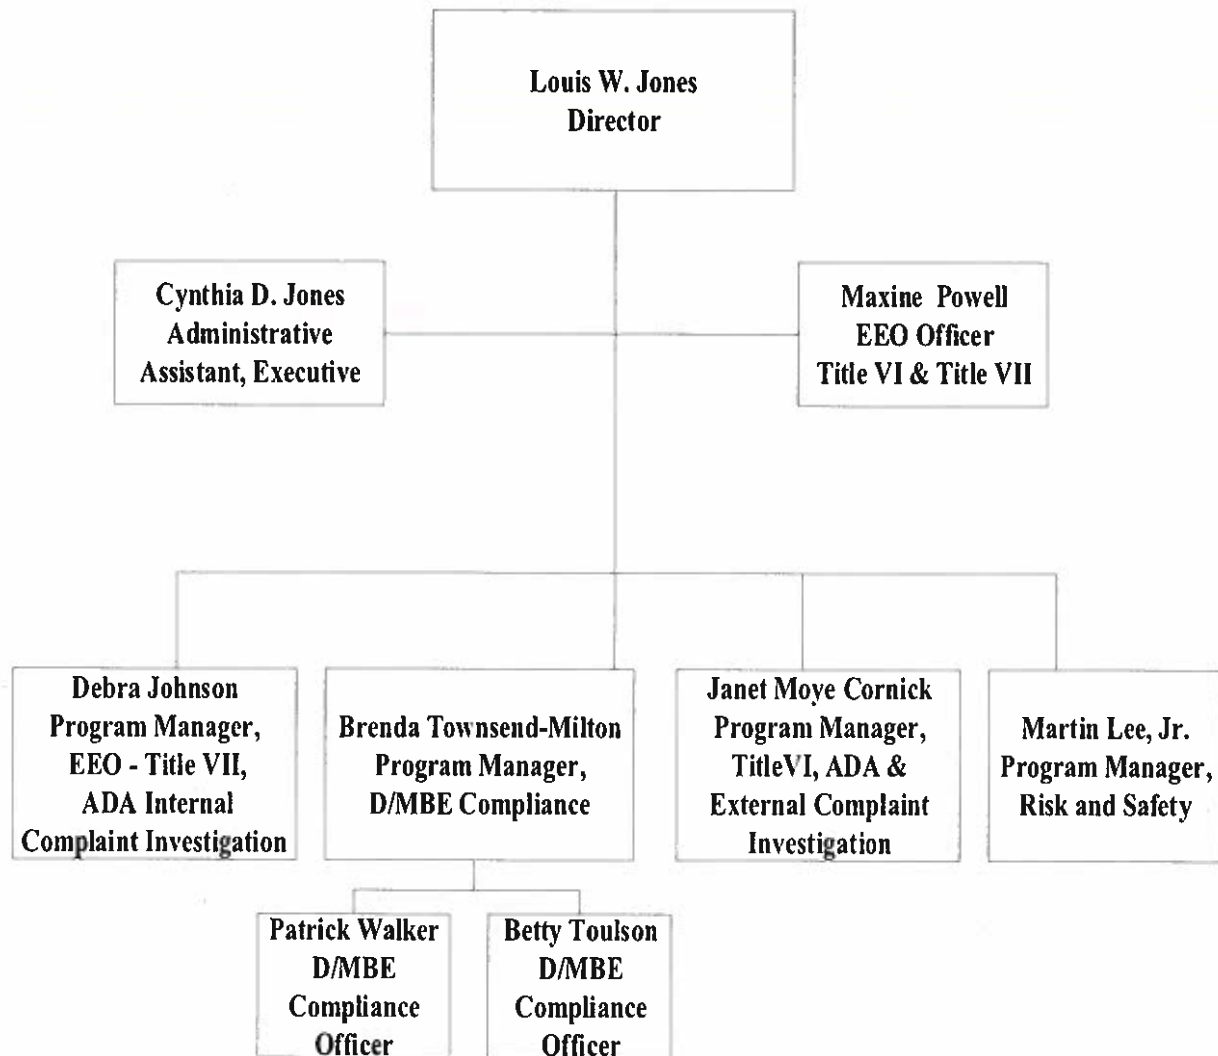 Louis W. Jones
Director
Cynthia D. Jones
Administrative
Assistant, Executive
Maxine Powell
EEO Officer
Title VI & Title VII
Debra Johnson
Program Manager,
EEO - Title VII,
ADA Internal
Complaint Investigation
Brenda Townsend-Milton
Program Manager,
D/MBE Compliance
Janet Moye Cornick
Program Manager,
TitleVI, ADA &
External Complaint
Investigation
Martin Lee, Jr.
Program Manager,
Risk and Safety
Patrick Walker
D/MBE
Compliance
Officer
Betty Toulson
D/MBE
Compliance
Officer